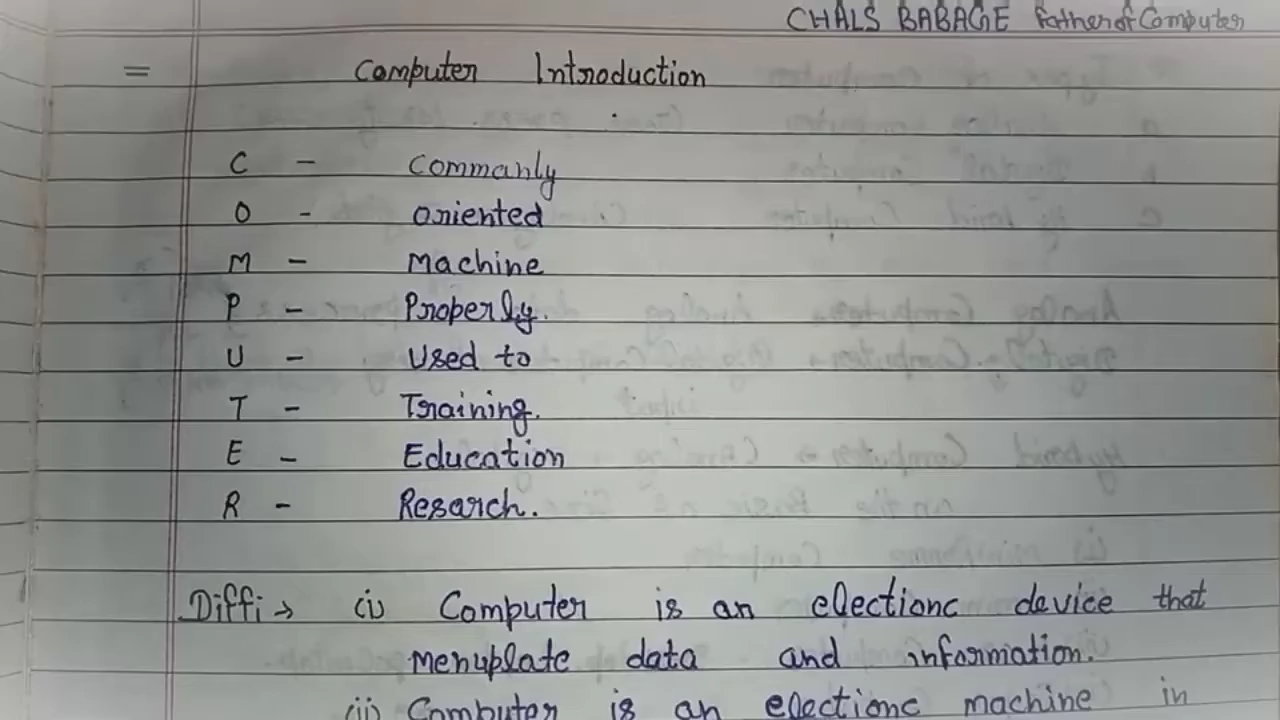 CHALS BABAGE Father of Computer
= Computer Introduction
C - Commanly
O - oriented
M - Machine
P - Properly.
U - Used to
T - Training.
E - Education
R - Resarch.
Diffi → (i) Computer is an electionc device that
menuplate data and information.
(ii) Computer is an electionc machine in